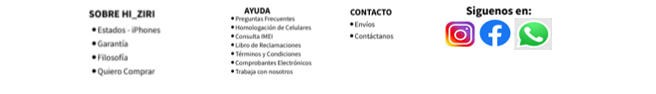 SOBRE HI_ZIRI
• Estados - iPhones
• Garantía
• Filosofía
• Quiero Comprar
AYUDA
• Preguntas Frecuentes
• Homologación de Celulares
• Consulta IMEI
• Libro de Reclamaciones
• Términos y Condiciones
• Comprobantes Electrónicos
• Trabaja con nosotros
CONTACTO
• Envíos
• Contáctanos
Siguenos en: